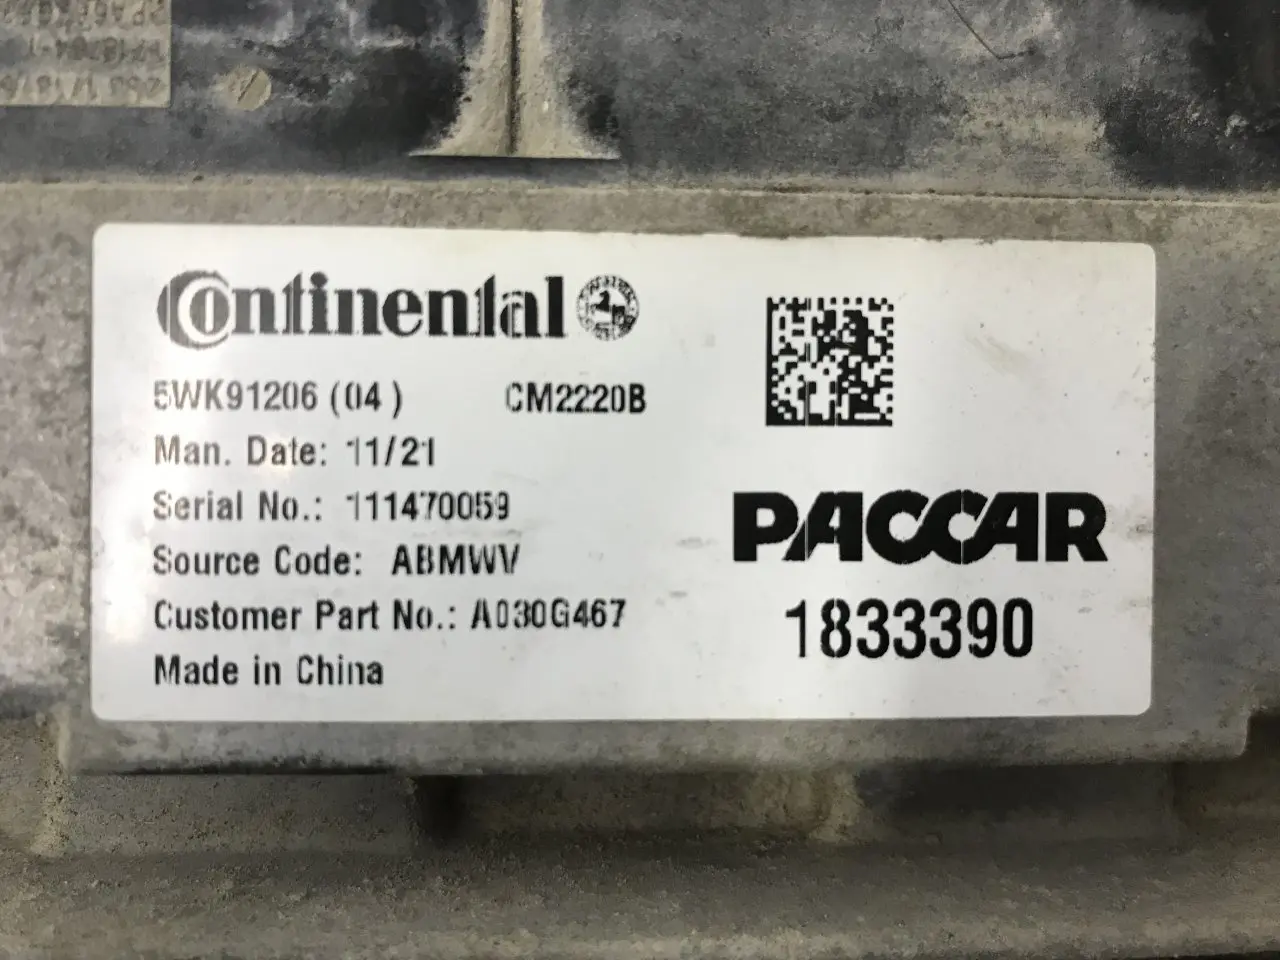 Continental
5WK91206 (04) CM2220B
Man. Date: 11/21
Serial No.: 111470059
Source Code: ABMWV
Customer Part No.: A030G467
Made in China
PACCAR
1833390